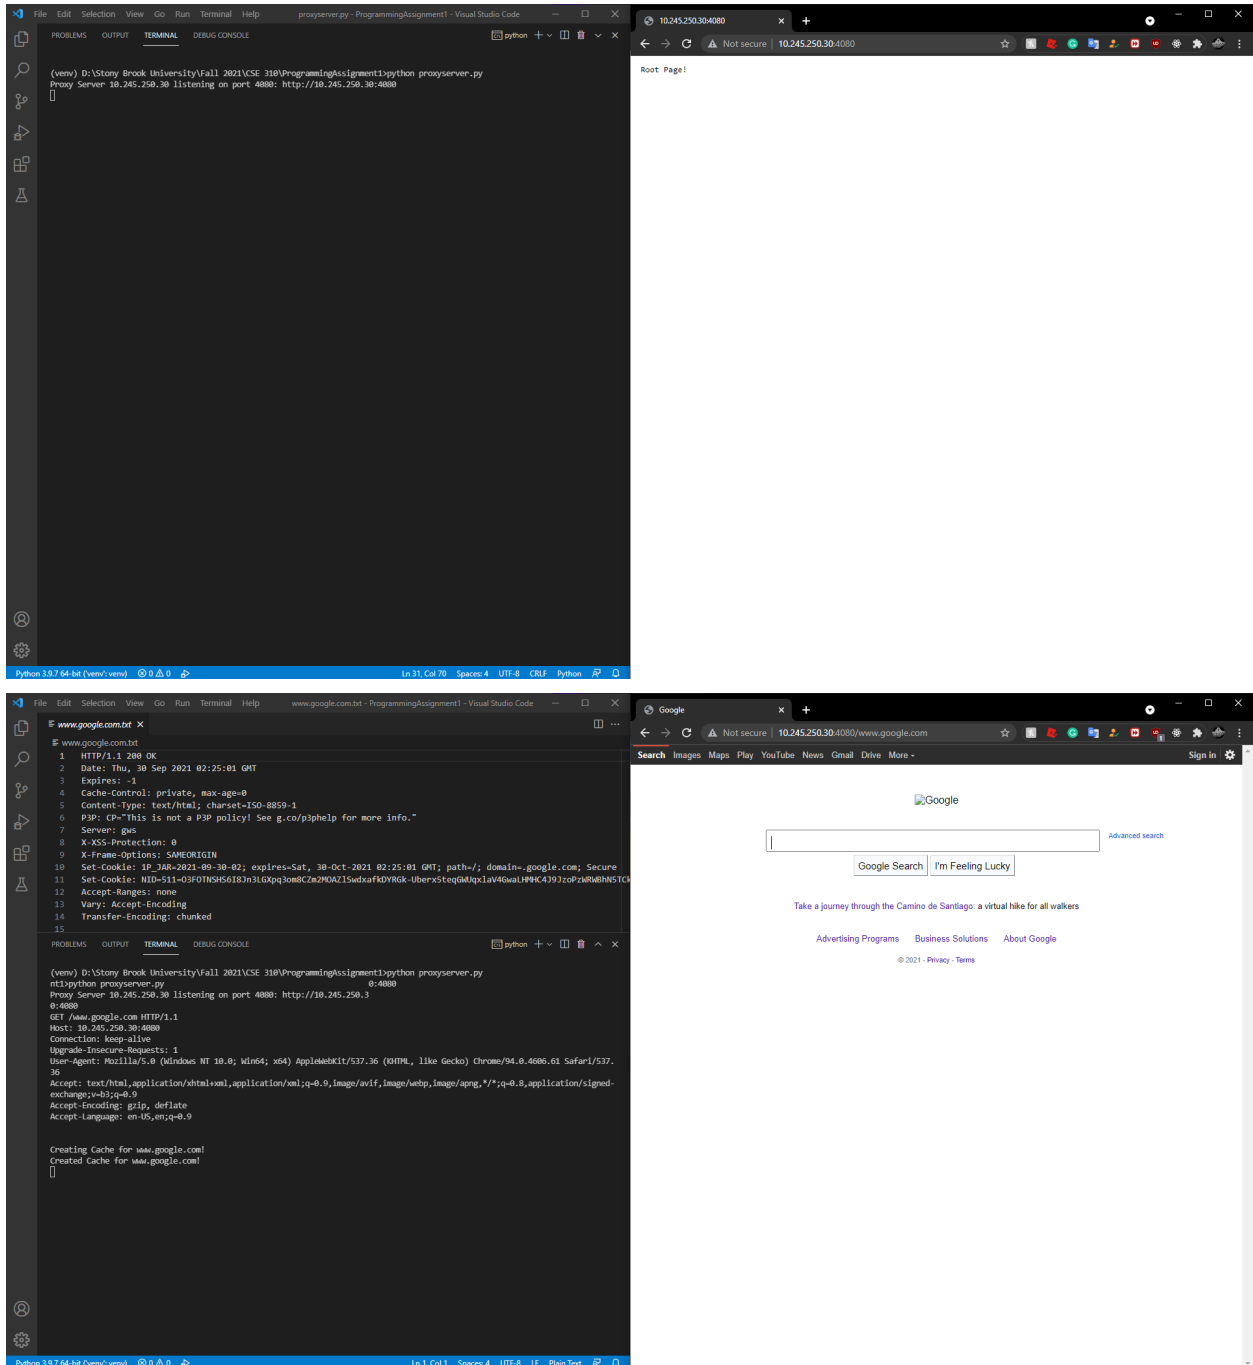 File Edit Selection View Go Run Terminal Help proxyserver.py - ProgrammingAssignment1 - Visual Studio Code
PROBLEMS OUTPUT TERMINAL DEBUG CONSOLE python
(venv) D:\Stony Brook University\Fall 2021\CSE 310\ProgrammingAssignment1>python proxyserver.py
Proxy Server 10.245.250.30 listening on port 4080: http://10.245.250.30:4080
Python 3.9.7 64-bit ('venv': venv) 0 0 Ln 31, Col 70 Spaces: 4 UTF-8 CRLF Python
10.245.250.30:4080
Not secure | 10.245.250.30:4080
Root Page!
File Edit Selection View Go Run Terminal Help www.google.com.txt - ProgrammingAssignment1 - Visual Studio Code
www.google.com.txt
www.google.com.txt
1 HTTP/1.1 200 OK
2 Date: Thu, 30 Sep 2021 02:25:01 GMT
3 Expires: -1
4 Cache-Control: private, max-age=0
5 Content-Type: text/html; charset=ISO-8859-1
6 P3P: CP="This is not a P3P policy! See g.co/p3phelp for more info."
7 Server: gws
8 X-XSS-Protection: 0
9 X-Frame-Options: SAMEORIGIN
10 Set-Cookie: 1P_JAR=2021-09-30-02; expires=Sat, 30-Oct-2021 02:25:01 GMT; path=/; domain=.google.com; Secure
11 Set-Cookie:
12 Accept-Ranges: none
13 Vary: Accept-Encoding
14 Transfer-Encoding: chunked
15
PROBLEMS OUTPUT TERMINAL DEBUG CONSOLE python
(venv) D:\Stony Brook University\Fall 2021\CSE 310\ProgrammingAssignment1>python proxyserver.py
nt1>python proxyserver.py 0:4080
Proxy Server 10.245.250.30 listening on port 4080: http://10.245.250.3
0:4080
GET /www.google.com HTTP/1.1
Host: 10.245.250.30:4080
Connection: keep-alive
Upgrade-Insecure-Requests: 1
User-Agent: Mozilla/5.0 (Windows NT 10.0; Win64; x64) AppleWebKit/537.36 (KHTML, like Gecko) Chrome/94.0.4606.61 Safari/537.
36
Accept: text/html,application/xhtml+xml,application/xml;q=0.9,image/avif,image/webp,image/apng,*/*;q=0.8,application/signed-
exchange;v=b3;q=0.9
Accept-Encoding: gzip, deflate
Accept-Language: en-US,en;q=0.9
Creating Cache for www.google.com!
Created Cache for www.google.com!
Python 3.9.7 64-bit ('venv': venv) 0 0 Ln 1, Col 1 Spaces: 4 UTF-8 LF Plain Text
Google
Not secure | 10.245.250.30:4080/www.google.com
Search Images Maps Play YouTube News Gmail Drive More Sign in
Google
Advanced search
Google Search I'm Feeling Lucky
Take a journey through the Camino de Santiago: a virtual hike for all walkers
Advertising Programs Business Solutions About Google
© 2021 - Privacy - Terms